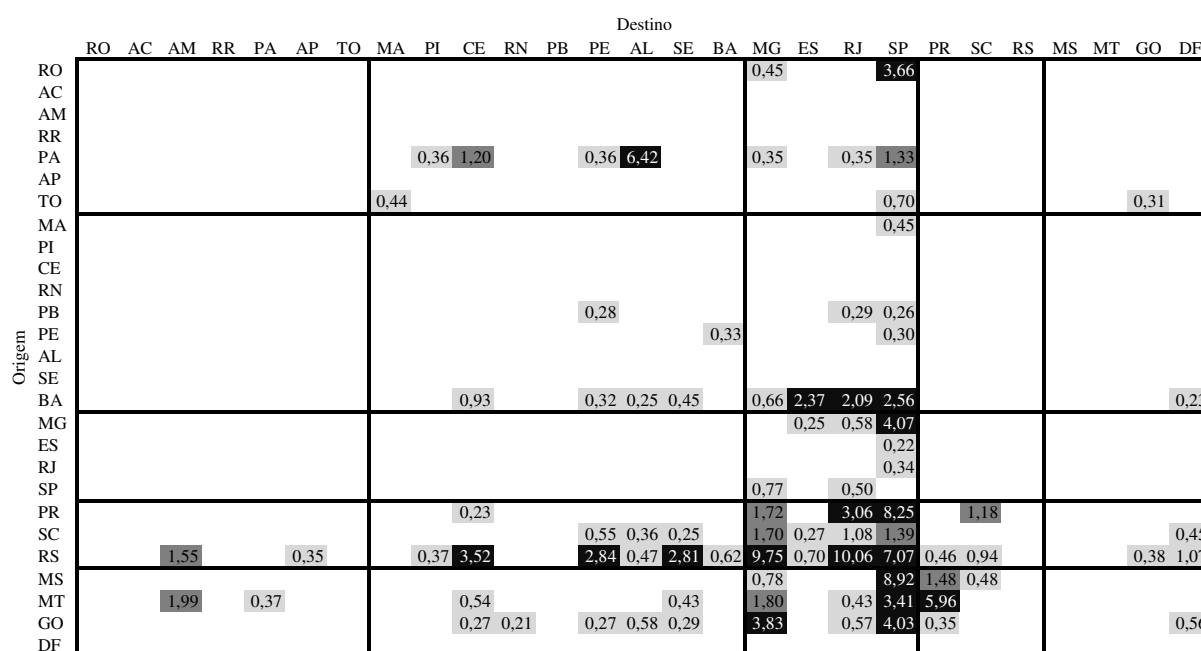 Destino
RO AC AM RR PA AP TO MA PI CE RN PB PE AL SE BA MG ES RJ SP PR SC RS MS MT GO DF
Origem
RO 0,45 3,66
AC
AM
RR
PA 0,36 1,20 0,36 6,42 0,35 0,35 1,33
AP
TO 0,44 0,70 0,31
MA 0,45
PI
CE
RN
PB 0,28 0,29 0,26
PE 0,33 0,30
AL
SE
BA 0,93 0,32 0,25 0,45 0,66 2,37 2,09 2,56
MG 0,25 0,58 4,07
ES 0,22
RJ 0,34
SP 0,77 0,50
PR 0,23 1,72 3,06 8,25 1,18
SC 0,55 0,36 0,25 1,70 0,27 1,08 1,39 0,45
RS 1,55 0,35 0,37 3,52 2,84 0,47 2,81 0,62 9,75 0,70 10,06 7,07 0,46 0,94 0,38 1,07
MS 0,78 8,92 1,48 0,48
MT 1,99 0,37 0,54 0,43 1,80 0,43 3,41 5,96
GO 0,27 0,21 0,27 0,58 0,29 3,83 0,57 4,03 0,35 0,56
DF